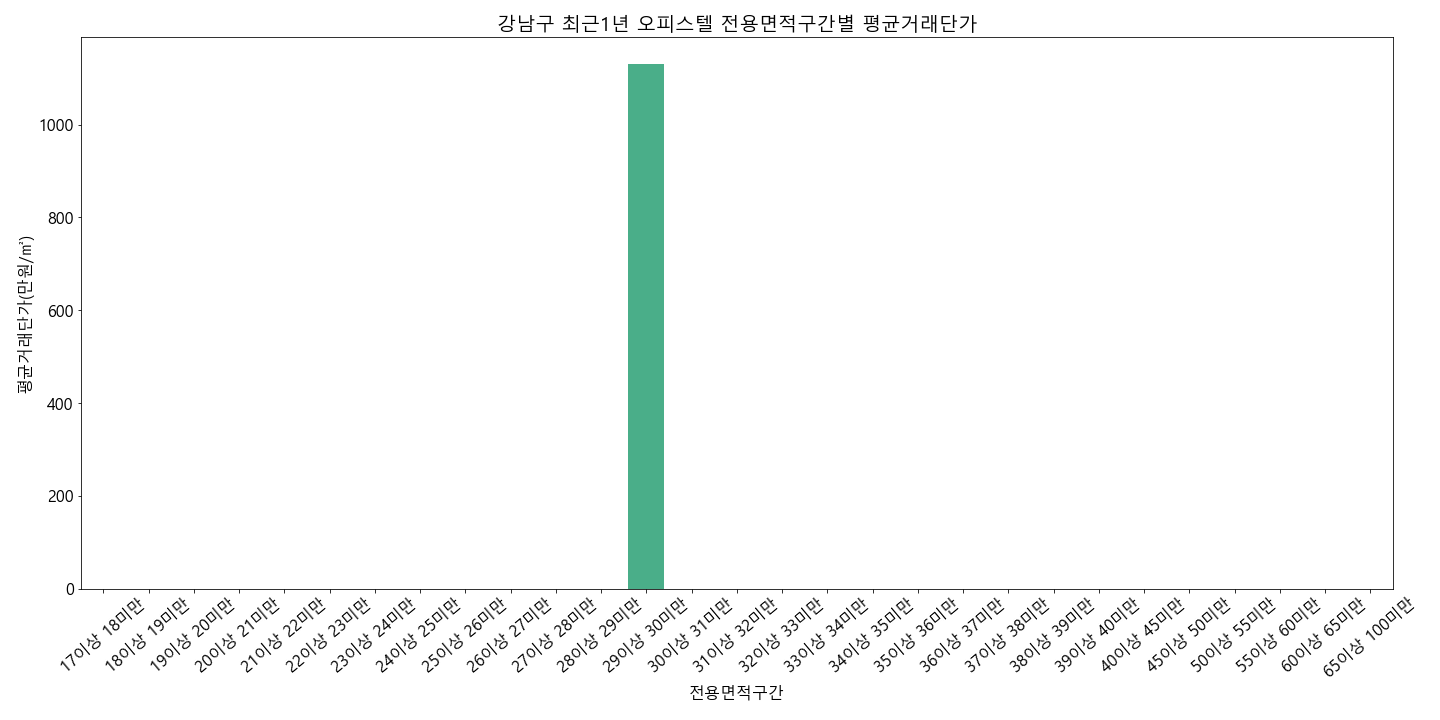 강남구 최근1년 오피스텔 전용면적구간별 평균거래단가
평균거래단가(만원/㎡)
1000
800
600
400
200
0
17이상 18미만
18이상 19미만
19이상 20미만
20이상 21미만
21이상 22미만
22이상 23미만
23이상 24미만
24이상 25미만
25이상 26미만
26이상 27미만
27이상 28미만
28이상 29미만
29이상 30미만
30이상 31미만
31이상 32미만
32이상 33미만
33이상 34미만
34이상 35미만
35이상 36미만
36이상 37미만
37이상 38미만
38이상 39미만
39이상 40미만
40이상 45미만
45이상 50미만
50이상 55미만
55이상 60미만
60이상 65미만
65이상 100미만
전용면적구간